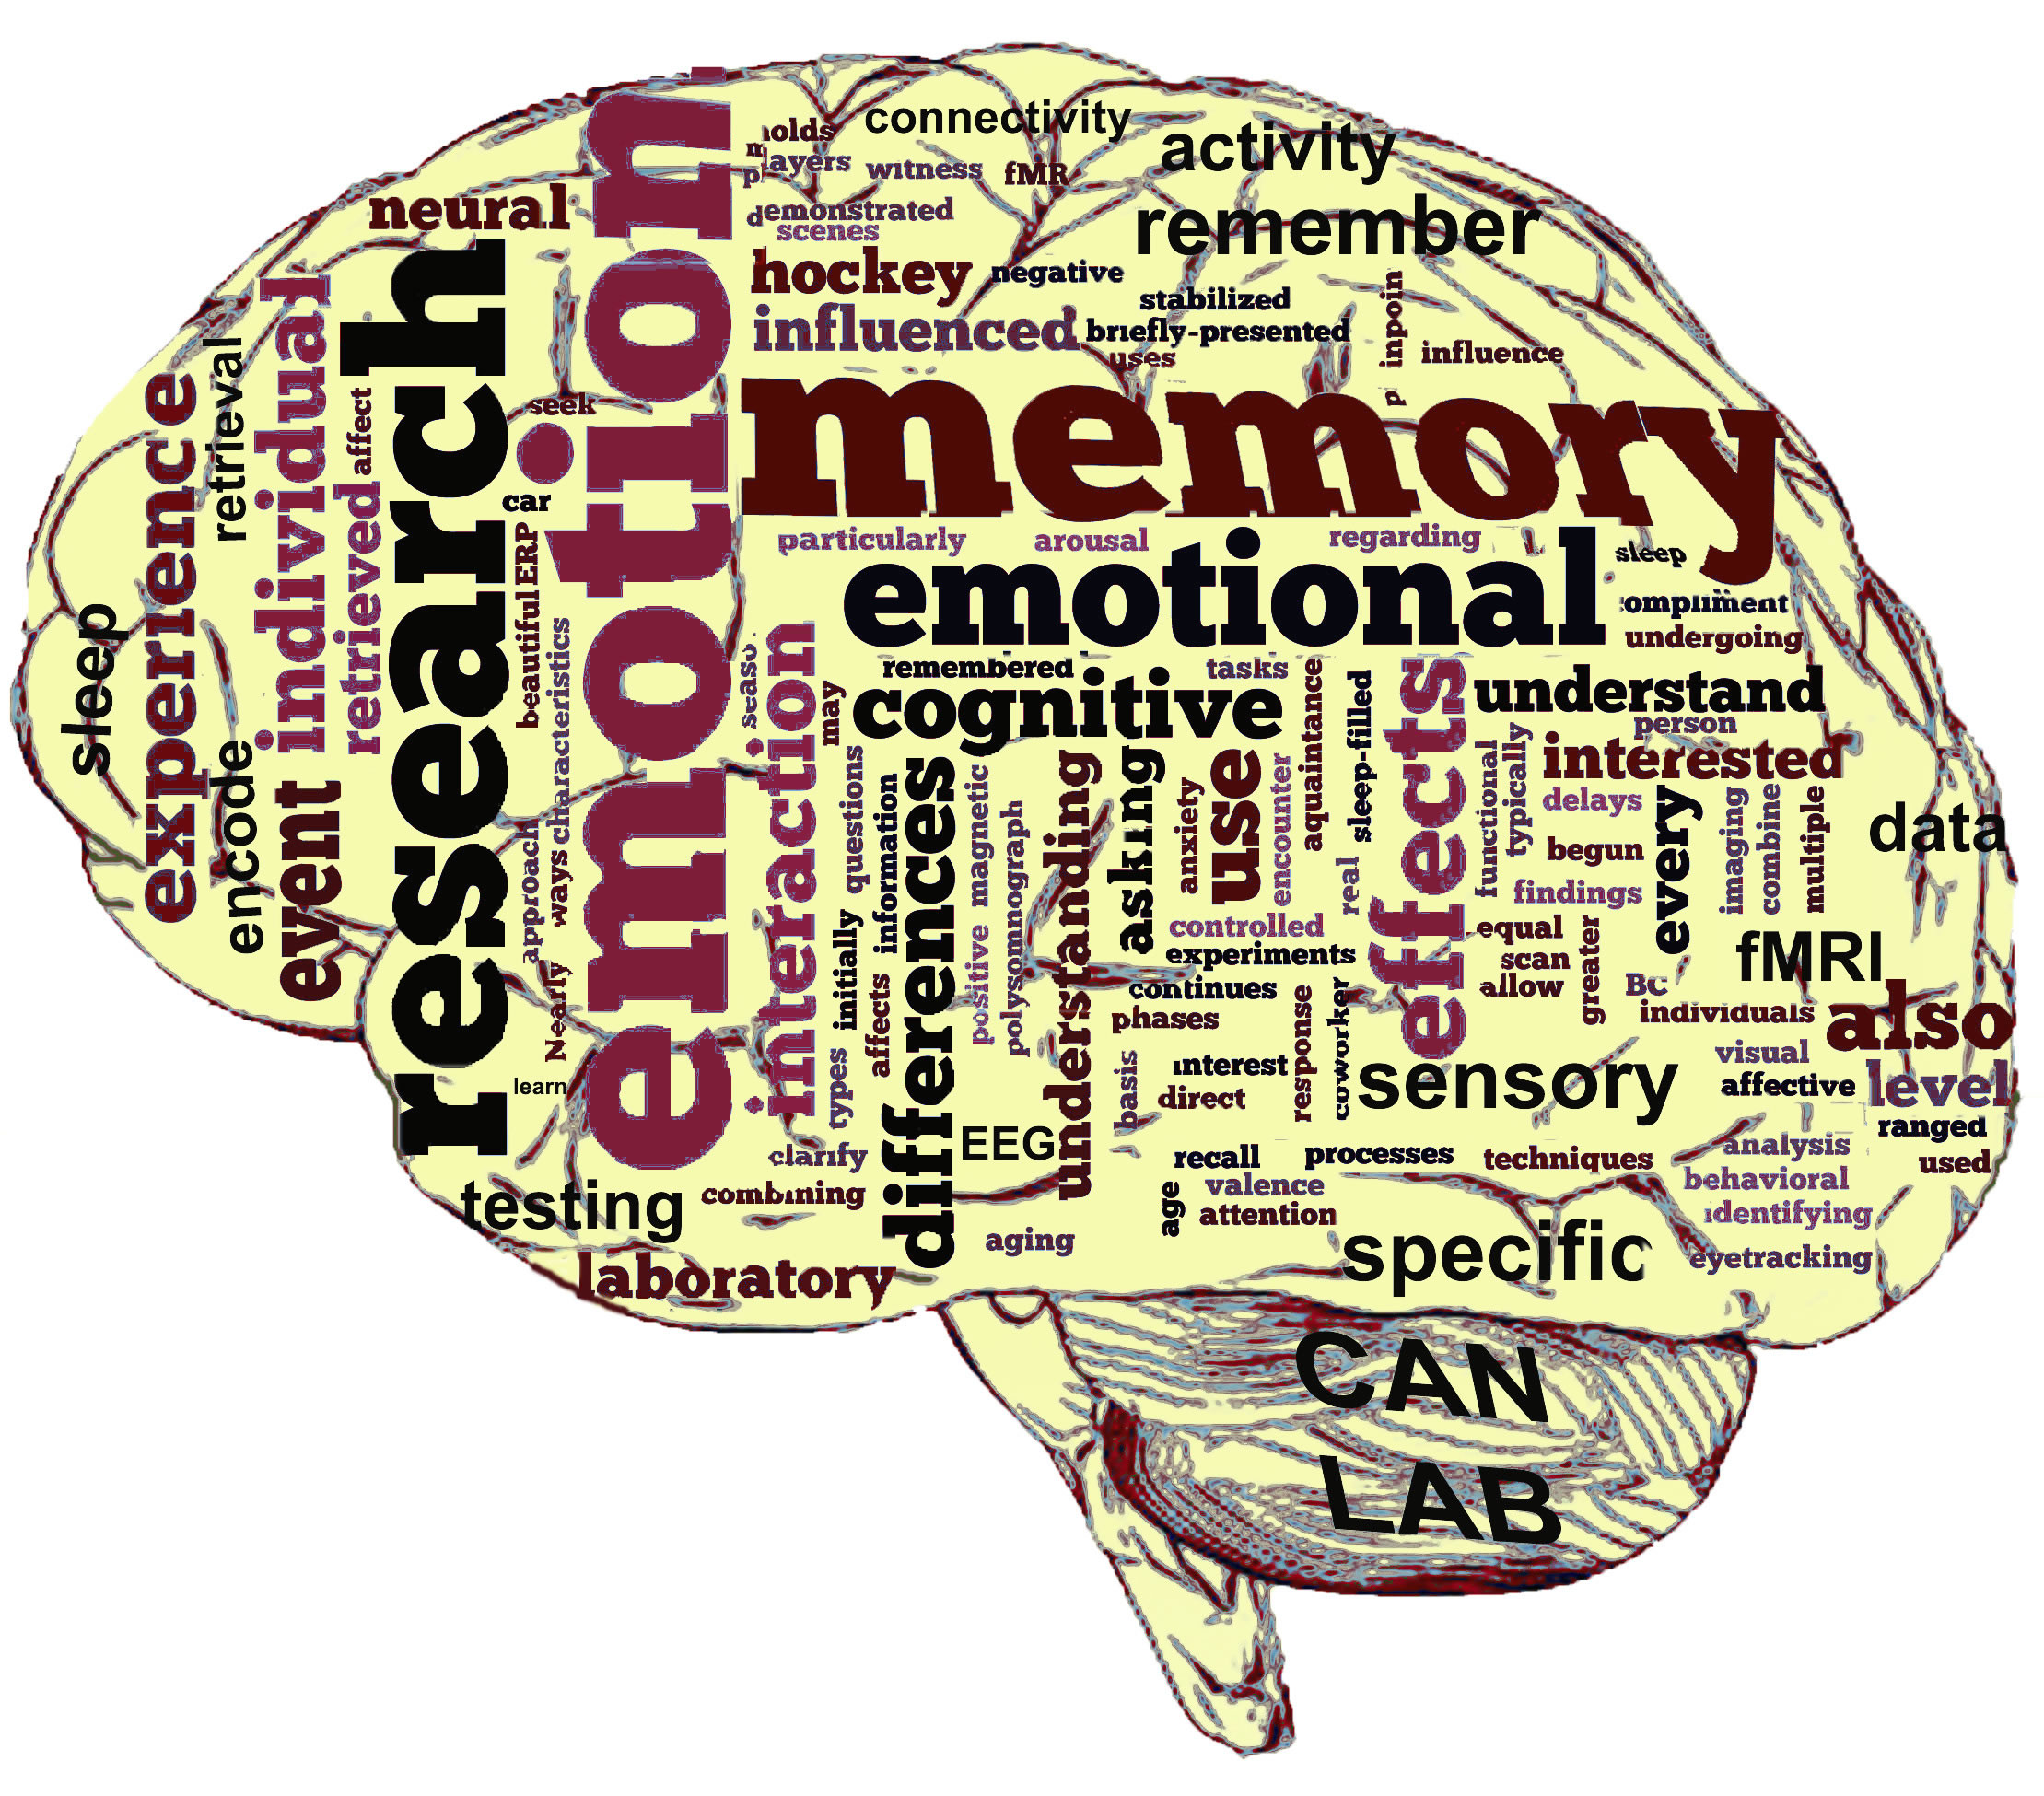 connectivity
activity
witness
fMR
neural
demonstrated
scenes
remember
hockey
negative
stabilized
influenced
briefly-presented
uses
influence
memory
seek
car
particularly
arousal
regarding
emotional
sleep
undergoing
remembered
tasks
cognitive
understand
person
interested
delays
begun
findings
data
controlled
equal
experiments
scan
fMRI
continues
allow
BC
phases
individuals
also
interest
visual
direct
sensory
affective
level
learn
ranged
EEG
clarify
recall
processes
techniques
analysis
used
testing
combining
valence
behavioral
attention
identifying
aging
specific
eyetracking
laboratory
CAN
LAB
sleep
experience
retrieval
encode
individual
event
affect
retrieved
research
beautiful
ERP
approach
characteristics
ways
Nearly
emotion
interaction
may
questions
initially
types
information
affects
differences
magnetic
positive
polysomnograph
understanding
asking
basis
anxiety
use
age
encounter
aquaintance
response
sleep-filled
real
coworker
effects
functional
typically
greater
every
imaging
combine
multiple